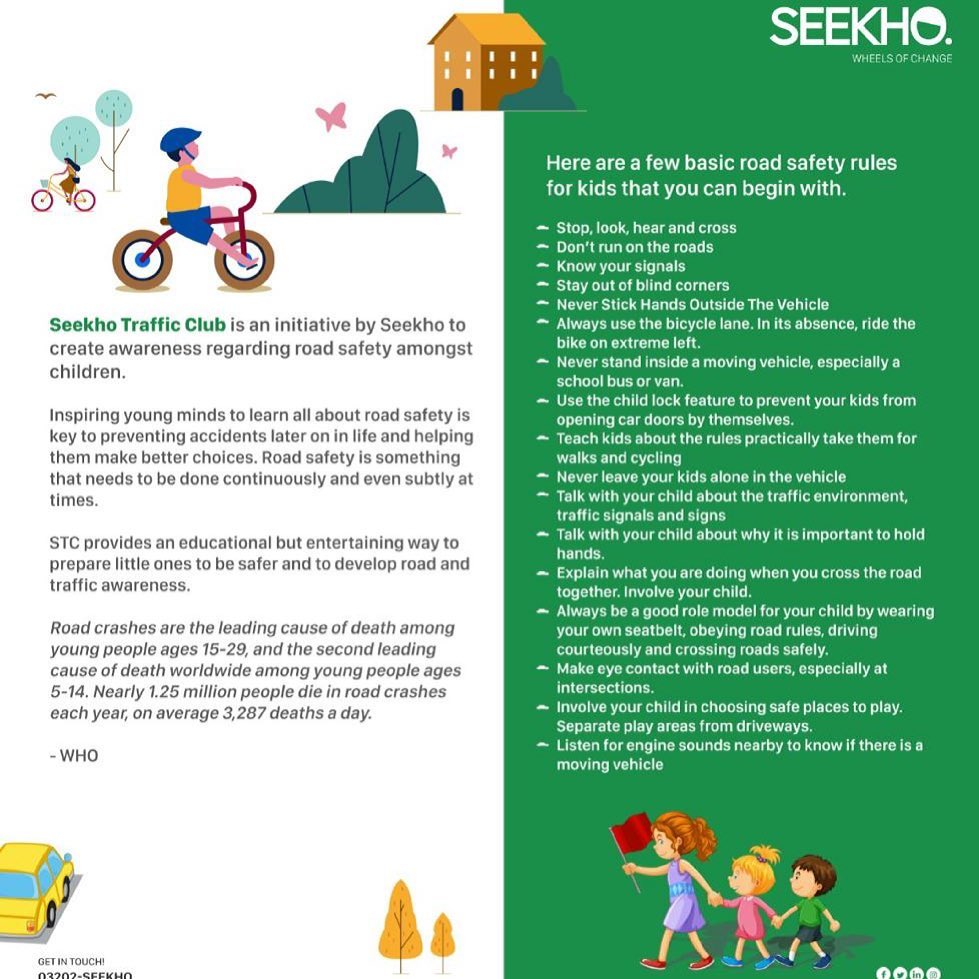 SEEKHO.
WHEELS OF CHANGE
Seekho Traffic Club is an initiative by Seekho to
create awareness regarding road safety amongst
children.
Inspiring young minds to learn all about road safety is
key to preventing accidents later on in life and helping
them make better choices. Road safety is something
that needs to be done continuously and even subtly at
times.
STC provides an educational but entertaining way to
prepare little ones to be safer and to develop road and
traffic awareness.
Road crashes are the leading cause of death among
young people ages 15-29, and the second leading
cause of death worldwide among young people ages
5-14. Nearly 1.25 million people die in road crashes
each year, on average 3,287 deaths a day.
- WHO
GET IN TOUCH!
03202-SEEKHO
Here are a few basic road safety rules
for kids that you can begin with.
Stop, look, hear and cross
Don't run on the roads
Know your signals
Stay out of blind corners
Never Stick Hands Outside The Vehicle
Always use the bicycle lane. In its absence, ride the
bike on extreme left.
Never stand inside a moving vehicle, especially a
school bus or van.
Use the child lock feature to prevent your kids from
opening car doors by themselves.
Teach kids about the rules practically take them for
walks and cycling
Never leave your kids alone in the vehicle
Talk with your child about the traffic environment,
traffic signals and signs
Talk with your child about why it is important to hold
hands.
Explain what you are doing when you cross the road
together. Involve your child.
Always be a good role model for your child by wearing
your own seatbelt, obeying road rules, driving
courteously and crossing roads safely.
Make eye contact with road users, especially at
intersections.
Involve your child in choosing safe places to play.
Separate play areas from driveways.
Listen for engine sounds nearby to know if there is a
moving vehicle